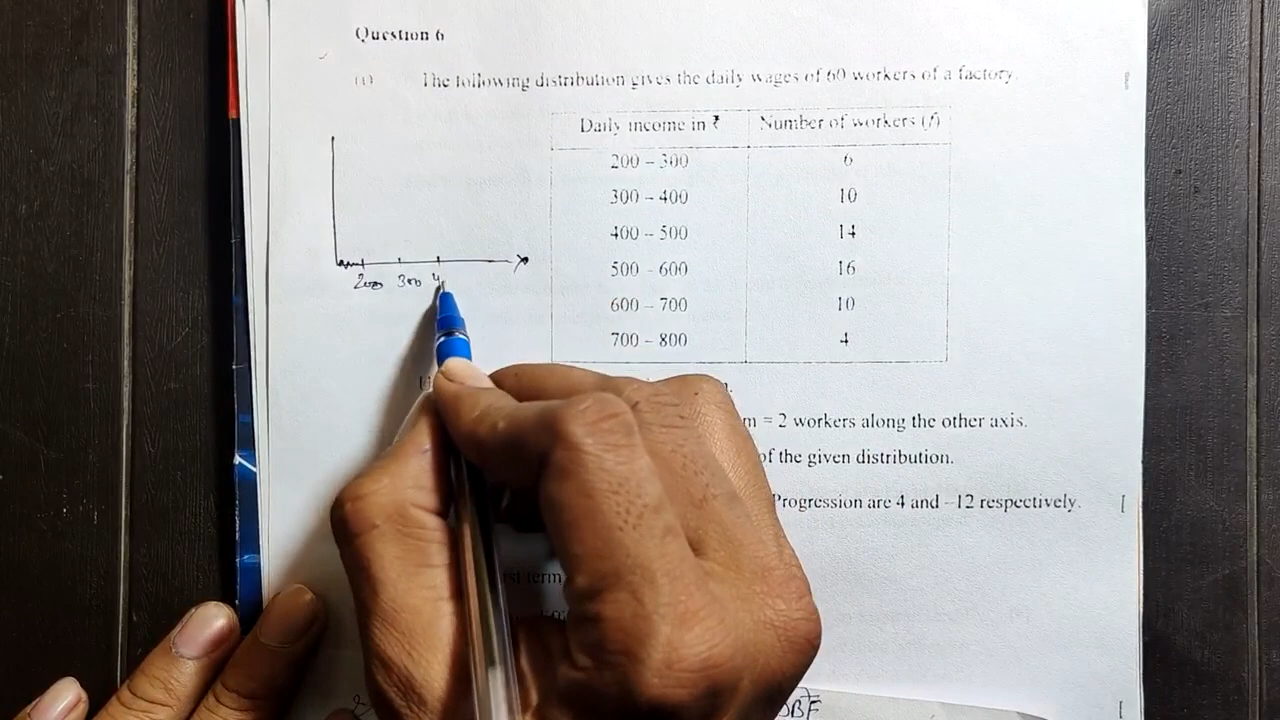 Question 6
(i) The following distribution gives the daily wages of 60 workers of a factory.
Daily income in ₹ Number of workers (f)
200 – 300 6
300 – 400 10
400 – 500 14
500 - 600 16
600 – 700 10
700 – 800 4
200 300 4
= 2 workers along the other axis.
of the given distribution.
Progression are 4 and –12 respectively. [
term
[